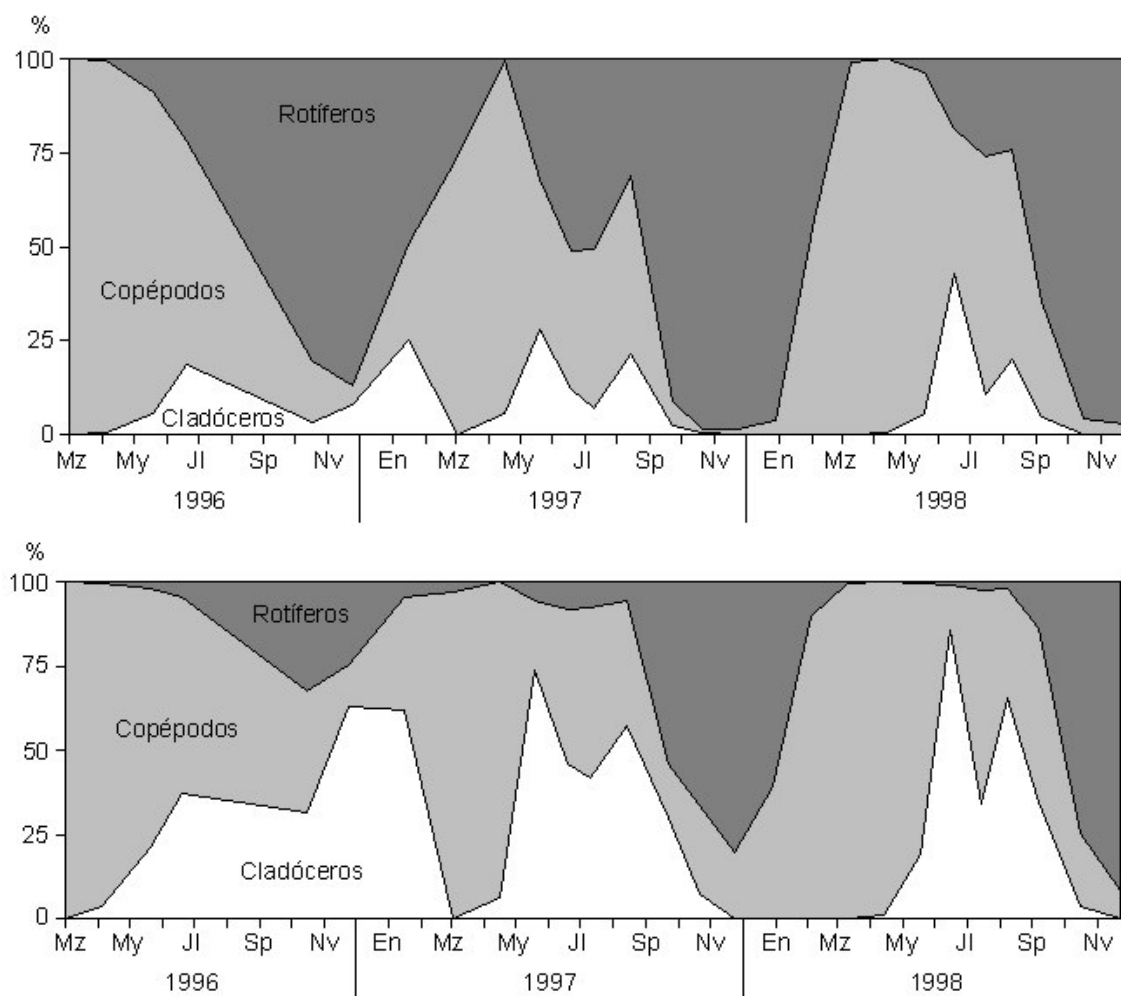 %
100
Rotíferos
75
50
Copépodos
25
Cladóceros
0
Mz My Jl Sp Nv En Mz My Jl Sp Nv En Mz My Jl Sp Nv
1996 1997 1998
%
100
Rotíferos
75
Copépodos
50
25
Cladóceros
0
Mz My Jl Sp Nv En Mz My Jl Sp Nv En Mz My Jl Sp Nv
1996 1997 1998